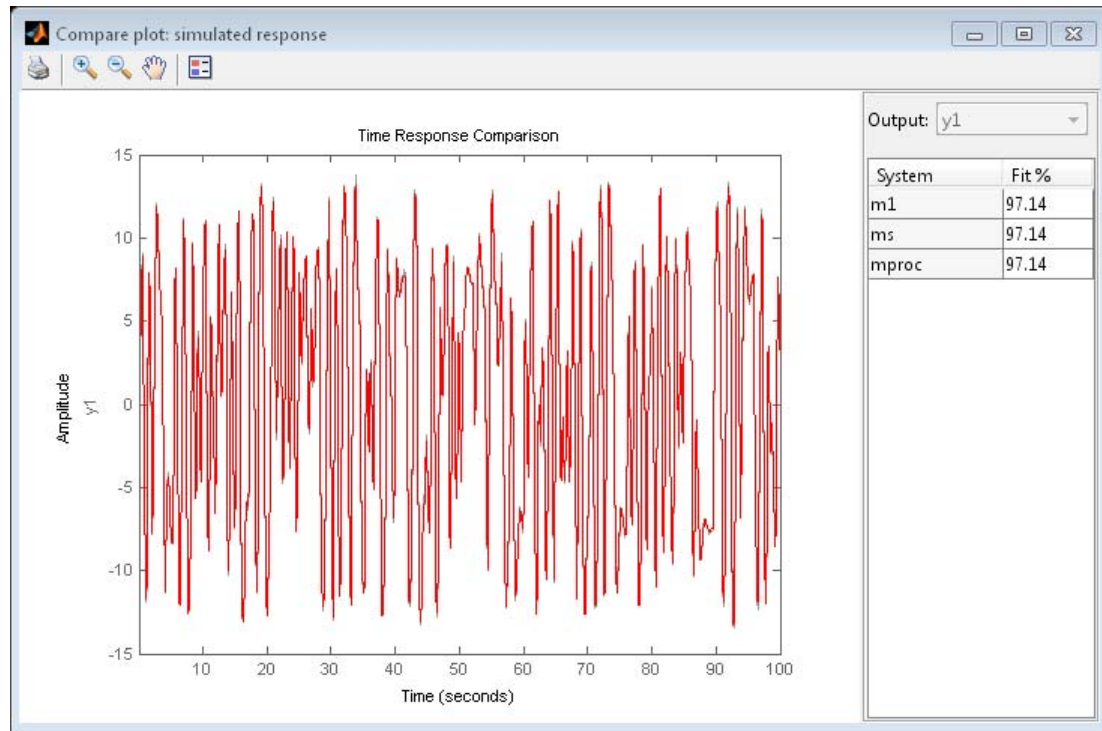 Compare plot: simulated response
Time Response Comparison
15
10
5
0
-5
-10
-15
Amplitude
y1
10 20 30 40 50 60 70 80 90 100
Time (seconds)
Output: y1
System Fit %
m1 97.14
ms 97.14
mproc 97.14